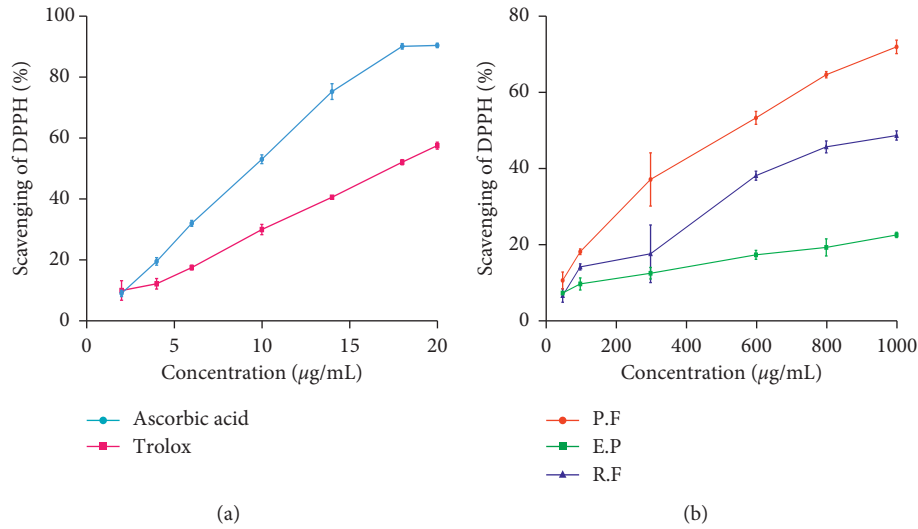 100
80
60
40
20
0
Scavenging of DPPH (%)
0 5 10 15 20
Concentration (μg/mL)
Ascorbic acid
Trolox
(a)
80
60
40
20
0
Scavenging of DPPH (%)
0 200 400 600 800 1000
Concentration (μg/mL)
P.F
E.P
R.F
(b)